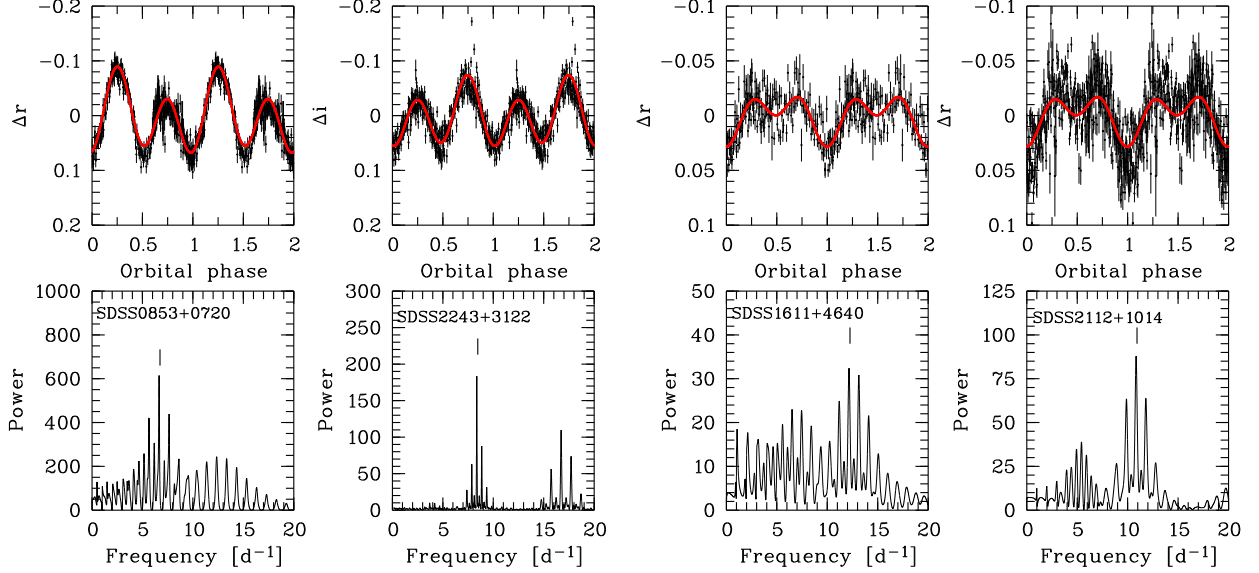 −0.2 −0.2 −0.1 −0.1
−0.1 −0.1 −0.05 −0.05
Δr 0 Δi 0 Δr 0 Δr 0
0.1 0.1 0.05 0.05
0.2 0.2 0.1 0.1
0 0.5 1 1.5 2 0 0.5 1 1.5 2 0 0.5 1 1.5 2 0 0.5 1 1.5 2
Orbital phase Orbital phase Orbital phase Orbital phase
1000 300 50 125
SDSS0853+0720 SDSS2243+3122 SDSS1611+4640 SDSS2112+1014
800 250 40 100
600 200 30 75
Power Power Power Power
400 150 20 50
200 100 10 25
0 50 0 0
0
0 5 10 15 20 0 5 10 15 20 0 5 10 15 20 0 5 10 15 20
Frequency [d⁻¹] Frequency [d⁻¹] Frequency [d⁻¹] Frequency [d⁻¹]